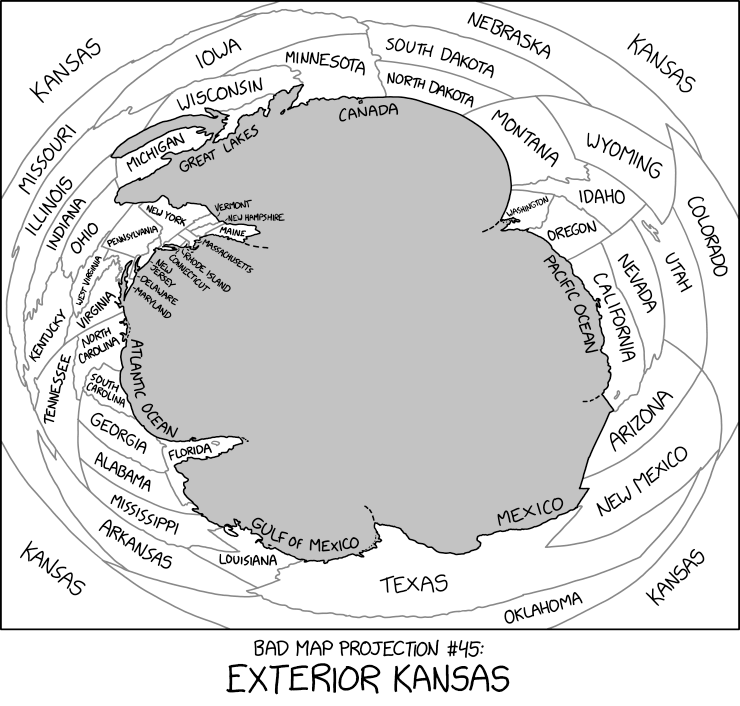 KANSAS
IOWA
MINNESOTA
SOUTH DAKOTA
NEBRASKA
KANSAS
WISCONSIN
NORTH DAKOTA
CANADA
MISSOURI
MICHIGAN
GREAT LAKES
MONTANA
WYOMING
ILLINOIS
INDIANA
OHIO
NEW YORK
VERMONT
NEW HAMPSHIRE
MAINE
WASHINGTON
IDAHO
OREGON
COLORADO
PENNSYLVANIA
MASSACHUSETTS
RHODE ISLAND
CONNECTICUT
NEW
JERSEY
DELAWARE
MARYLAND
WEST VIRGINIA
VIRGINIA
PACIFIC OCEAN
CALIFORNIA
NEVADA
UTAH
KENTUCKY
TENNESSEE
NORTH
CAROLINA
SOUTH
CAROLINA
ATLANTIC OCEAN
GEORGIA
FLORIDA
ALABAMA
MISSISSIPPI
ARKANSAS
ARIZONA
NEW MEXICO
LOUISIANA
GULF OF MEXICO
MEXICO
TEXAS
OKLAHOMA
KANSAS
KANSAS
BAD MAP PROJECTION #45:
EXTERIOR KANSAS